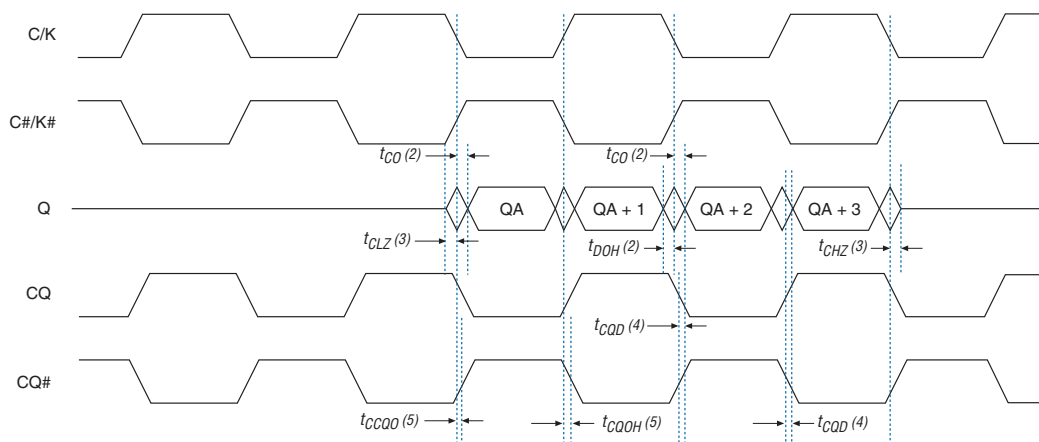 C/K
C#/K#
tCO (2)
tCO (2)
Q
QA
QA + 1
QA + 2
QA + 3
tCLZ (3)
tDOH (2)
tCHZ (3)
CQ
tCQD (4)
CQ#
tCCQO (5)
tCQOH (5)
tCQD (4)